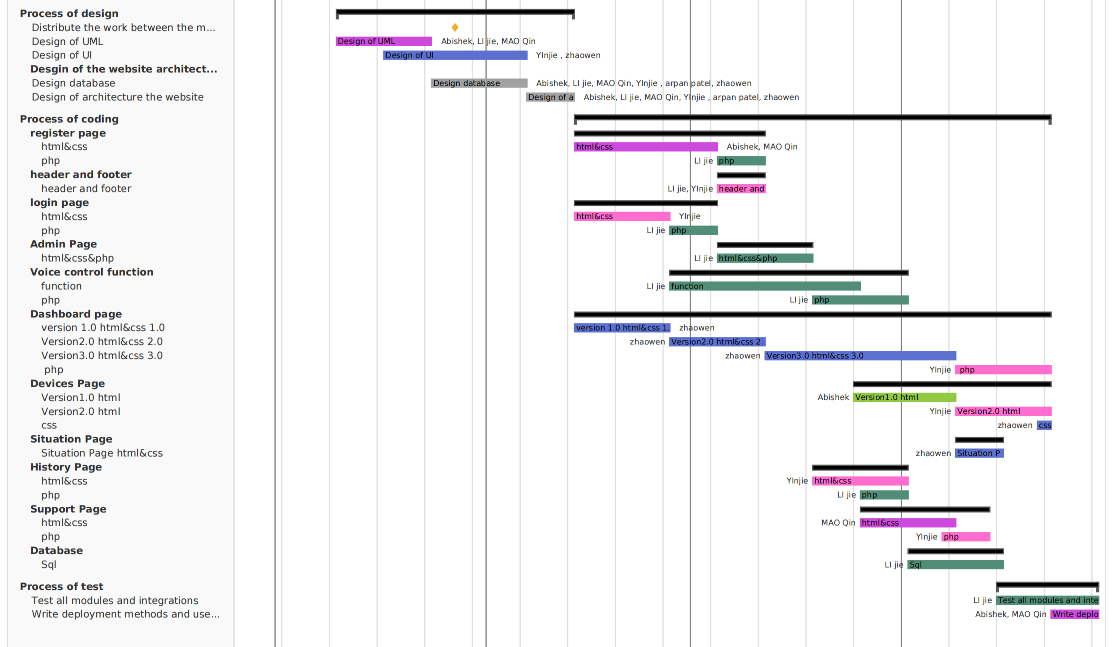 Process of design
Distribute the work between the m...
Design of UML Design of UML Abishek, LI jie, MAO Qin
Design of UI Design of UI YInjie , zhaowen
Desgin of the website architect...
Design database Design database Abishek, LI jie, MAO Qin, YInjie , arpan patel, zhaowen
Design of architecture the website Design of a Abishek, LI jie, MAO Qin, YInjie , arpan patel, zhaowen
Process of coding
register page
html&css html&css Abishek, MAO Qin
php LI jie php
header and footer
header and footer LI jie, YInjie header and
login page
html&css html&css YInjie
php LI jie php
Admin Page
html&css&php LI jie html&css&php
Voice control function
function LI jie function
php LI jie php
Dashboard page
version 1.0 html&css 1.0 version 1.0 html&css 1. zhaowen
Version2.0 html&css 2.0 zhaowen Version2.0 html&css 2.
Version3.0 html&css 3.0 zhaowen Version3.0 html&css 3.0
php YInjie php
Devices Page
Version1.0 html Abishek Version1.0 html
Version2.0 html YInjie Version2.0 html
css zhaowen css
Situation Page
Situation Page html&css zhaowen Situation P
History Page
html&css YInjie html&css
php LI jie php
Support Page
html&css MAO Qin html&css
php YInjie php
Database
Sql LI jie Sql
Process of test
Test all modules and integrations LI jie Test all modules and inte
Write deployment methods and use... Abishek, MAO Qin Write deplo